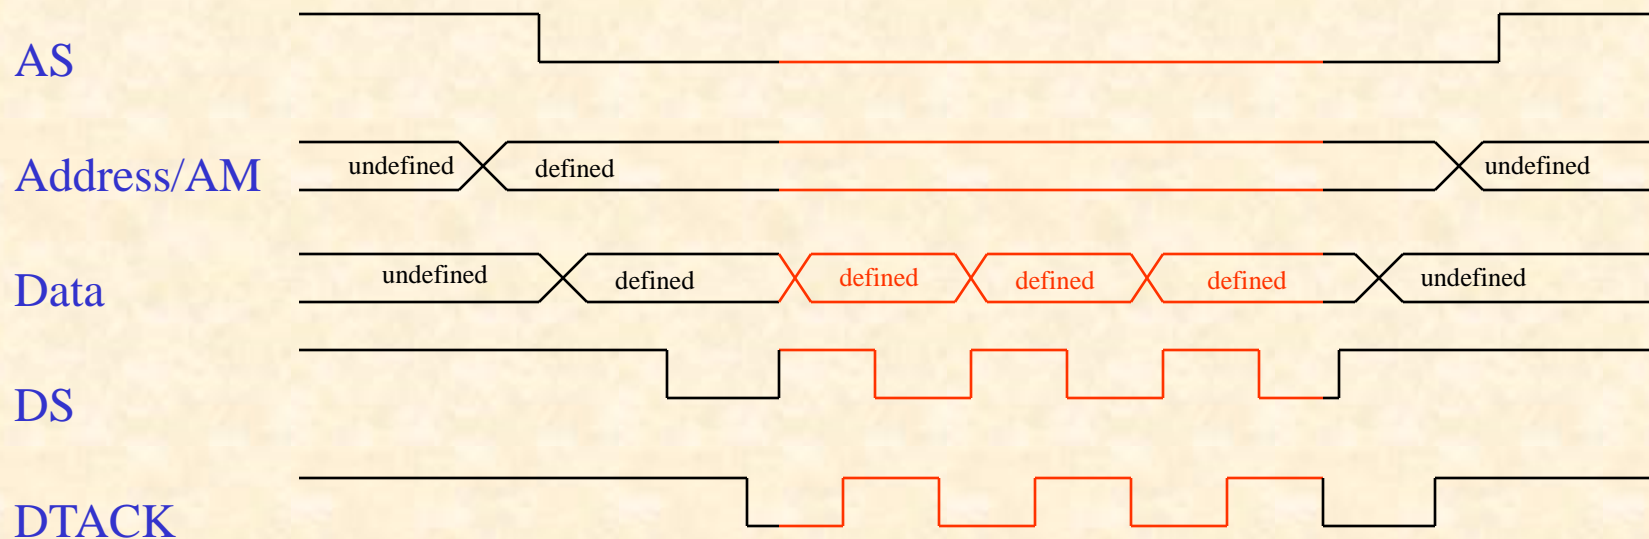 AS
Address/AM undefined defined undefined
Data undefined defined defined defined defined undefined
DS
DTACK